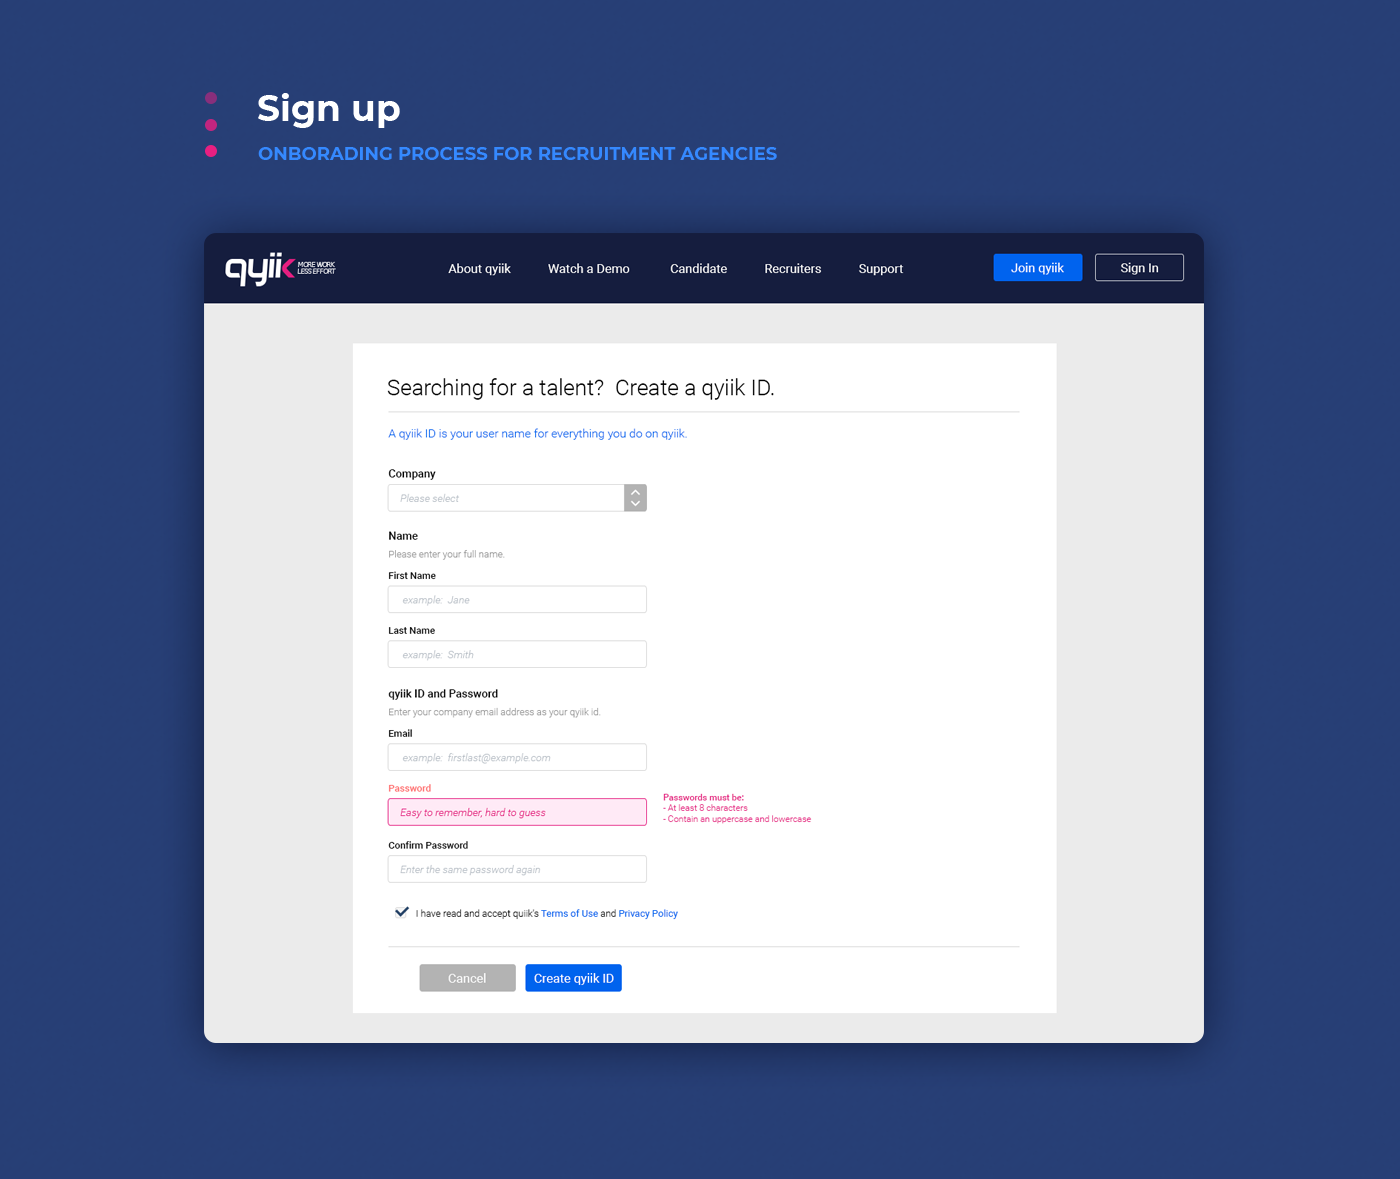 Sign up
ONBORADING PROCESS FOR RECRUITMENT AGENCIES
qyiik MORE WORK
LESS EFFORT
About qyiik Watch a Demo Candidate Recruiters Support Join qyiik Sign In
Searching for a talent? Create a qyiik ID.
A qyiik ID is your user name for everything you do on qyiik.
Company
Please select
Name
Please enter your full name.
First Name
example: Jane
Last Name
example: Smith
qyiik ID and Password
Enter your company email address as your qyiik id.
Email
example: firstlast@example.com
Password
Easy to remember, hard to guess
Passwords must be:
- At least 8 characters
- Contain an uppercase and lowercase
Confirm Password
Enter the same password again
I have read and accept quiik's Terms of Use and Privacy Policy
Cancel Create qyiik ID